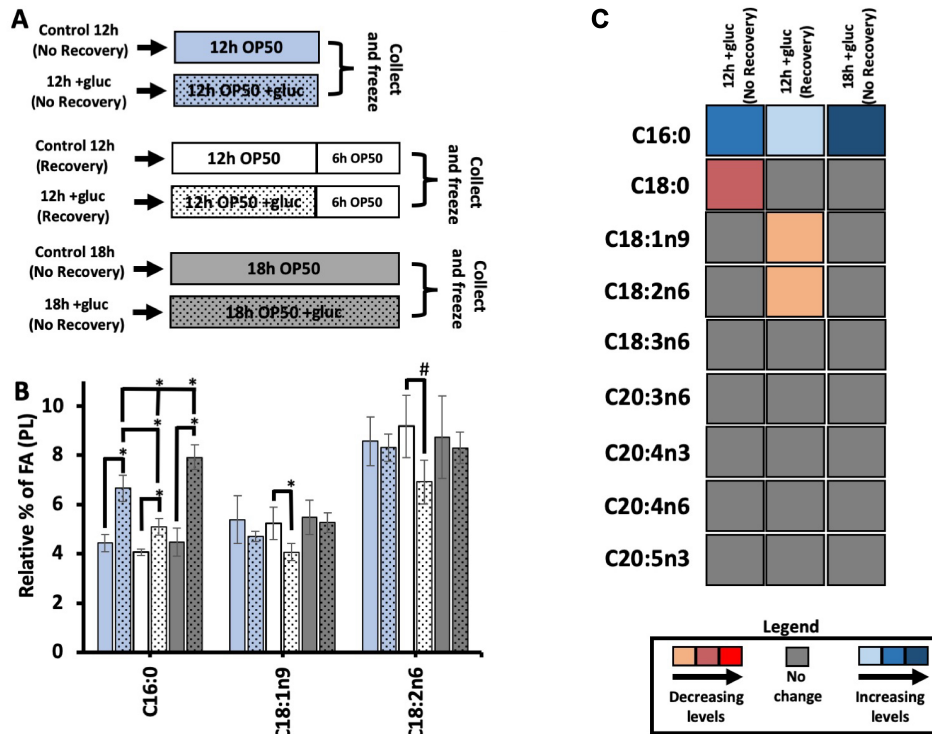 A
Control 12h
(No Recovery)
12h OP50
12h +gluc
(No Recovery)
12h OP50 +gluc
Collect
and freeze
Control 12h
(Recovery)
12h OP50
6h OP50
12h +gluc
(Recovery)
12h OP50 +gluc
6h OP50
Collect
and freeze
Control 18h
(No Recovery)
18h OP50
18h +gluc
(No Recovery)
18h OP50 +gluc
Collect
and freeze
B
Relative % of FA (PL)
10
8
6
4
2
0
*
*
*
*
*
*
*
#
C16:0
C18:1n9
C18:2n6
C
12h +gluc
(No Recovery)
12h +gluc
(Recovery)
18h +gluc
(No Recovery)
C16:0
C18:0
C18:1n9
C18:2n6
C18:3n6
C20:3n6
C20:4n3
C20:4n6
C20:5n3
Legend
Decreasing
levels
No
change
Increasing
levels